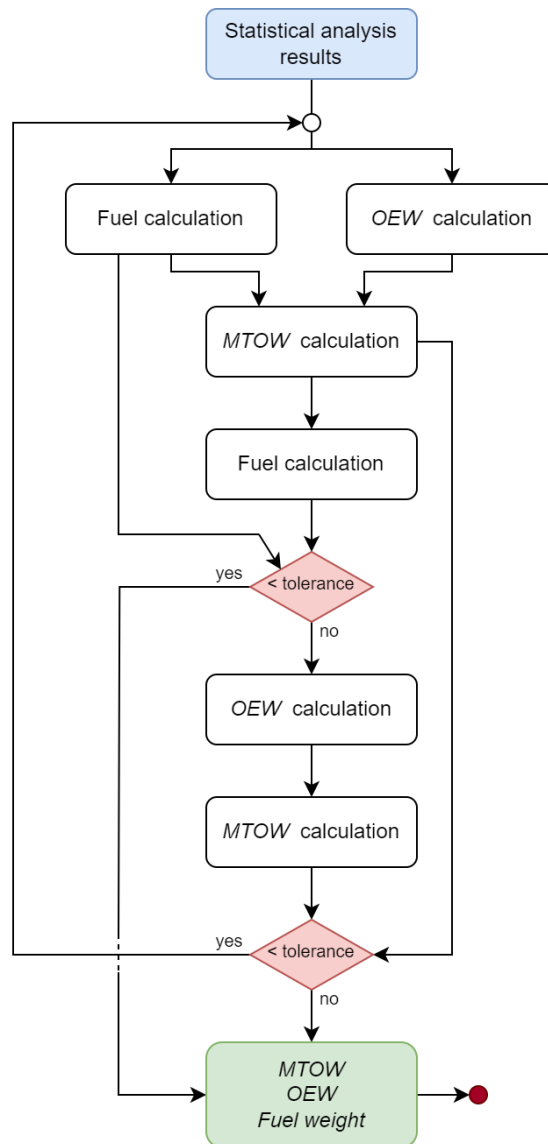 Statistical analysis
results
Fuel calculation
OEW calculation
MTOW calculation
Fuel calculation
< tolerance
yes
no
OEW calculation
MTOW calculation
< tolerance
yes
no
MTOW
OEW
Fuel weight